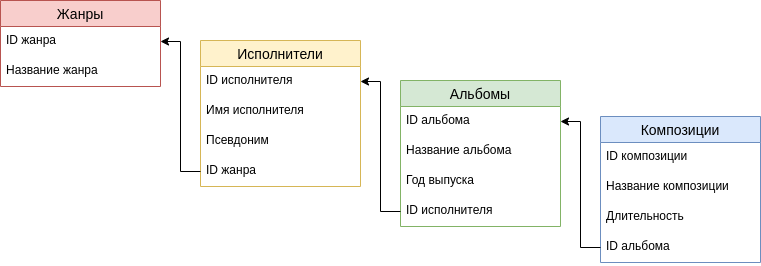 Жанры
ID жанра
Название жанра
Исполнители
ID исполнителя
Имя исполнителя
Псевдоним
ID жанра
Альбомы
ID альбома
Название альбома
Год выпуска
ID исполнителя
Композиции
ID композиции
Название композиции
Длительность
ID альбома